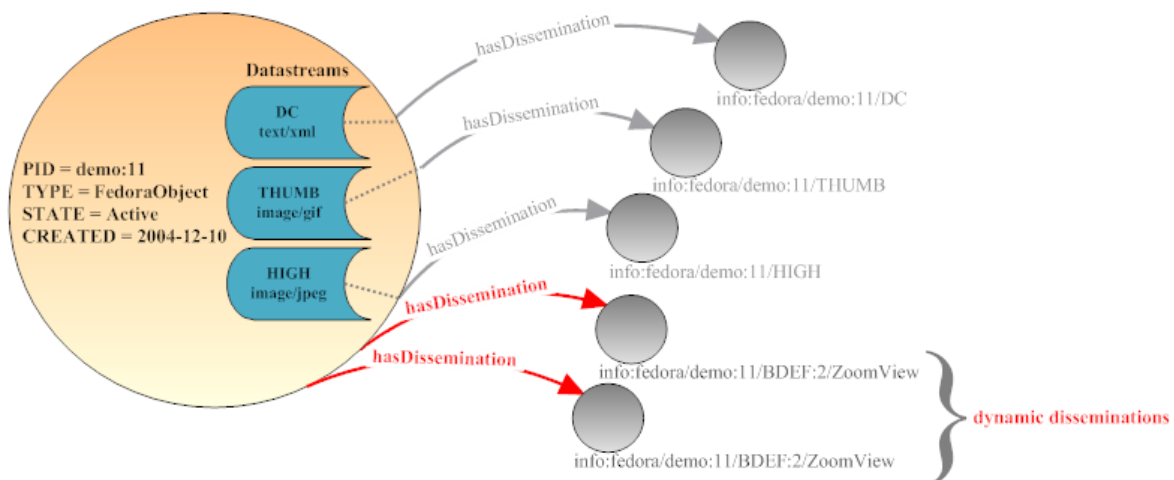 Datastreams
DC
text/xml
THUMB
image/gif
HIGH
image/jpeg
PID = demo:11
TYPE = FedoraObject
STATE = Active
CREATED = 2004-12-10
hasDissemination
info:fedora/demo:11/DC
hasDissemination
info:fedora/demo:11/THUMB
hasDissemination
info:fedora/demo:11/HIGH
hasDissemination
info:fedora/demo:11/BDEF:2/ZoomView
hasDissemination
info:fedora/demo:11/BDEF:2/ZoomView
dynamic disseminations